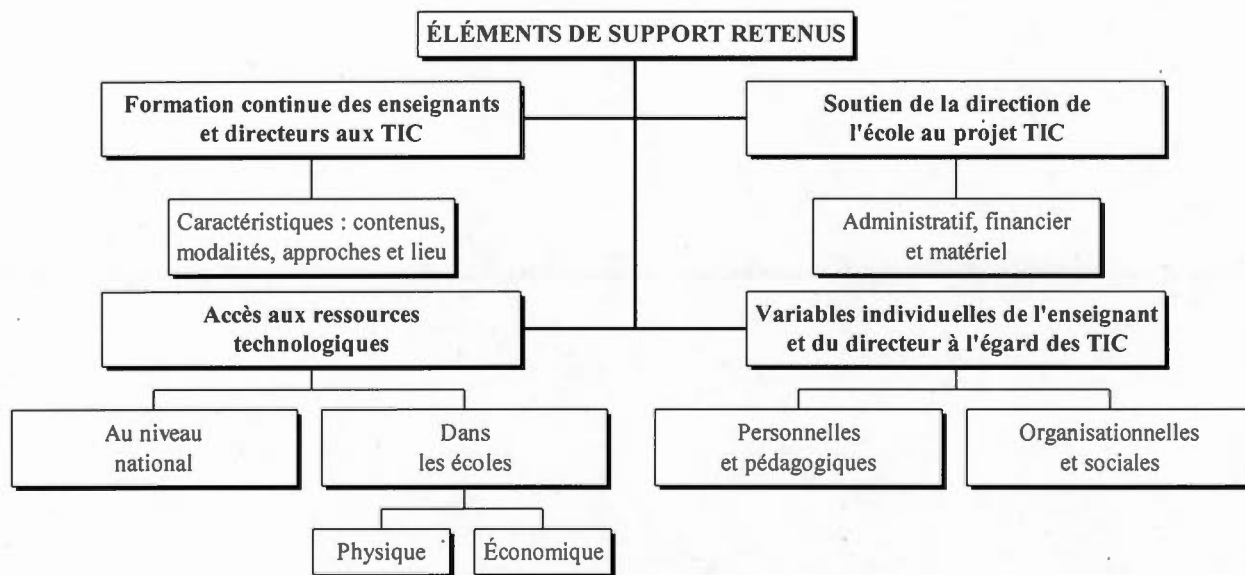 ÉLÉMENTS DE SUPPORT RETENUS
Formation continue des enseignants
et directeurs aux TIC
Soutien de la direction de
l'école au projet TIC
Caractéristiques : contenus,
modalités, approches et lieu
Administratif, financier
et matériel
Accès aux ressources
technologiques
Variables individuelles de l'enseignant
et du directeur à l'égard des TIC
Au niveau
national
Dans
les écoles
Personnelles
et pédagogiques
Organisationnelles
et sociales
Physique
Économique